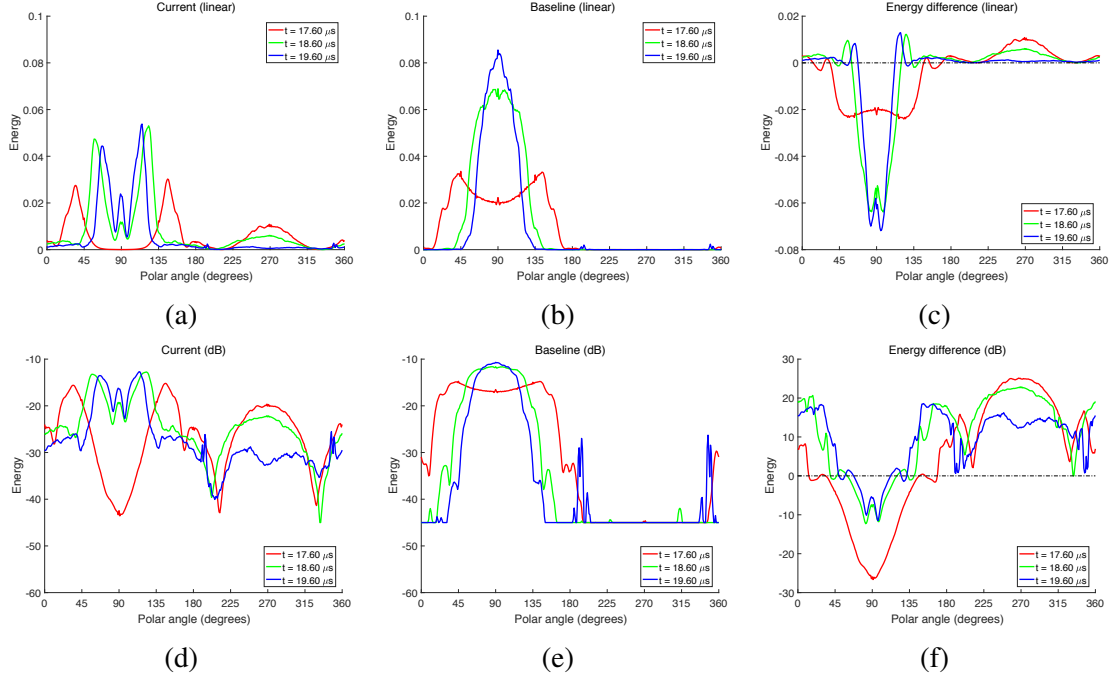 Current (linear)
0.1
0.08
0.06
0.04
0.02
0
Energy
0 45 90 135 180 225 270 315 360
Polar angle (degrees)
t = 17.60 μs
t = 18.60 μs
t = 19.60 μs
(a)
Baseline (linear)
0.1
0.08
0.06
0.04
0.02
0
Energy
0 45 90 135 180 225 270 315 360
Polar angle (degrees)
t = 17.60 μs
t = 18.60 μs
t = 19.60 μs
(b)
Energy difference (linear)
0.02
0
-0.02
-0.04
-0.06
-0.08
Energy
0 45 90 135 180 225 270 315 360
Polar angle (degrees)
t = 17.60 μs
t = 18.60 μs
t = 19.60 μs
(c)
Current (dB)
-10
-20
-30
-40
-50
-60
Energy
0 45 90 135 180 225 270 315 360
Polar angle (degrees)
t = 17.60 μs
t = 18.60 μs
t = 19.60 μs
(d)
Baseline (dB)
-10
-20
-30
-40
-50
-60
Energy
0 45 90 135 180 225 270 315 360
Polar angle (degrees)
t = 17.60 μs
t = 18.60 μs
t = 19.60 μs
(e)
Energy difference (dB)
30
20
10
0
-10
-20
-30
Energy
0 45 90 135 180 225 270 315 360
Polar angle (degrees)
t = 17.60 μs
t = 18.60 μs
t = 19.60 μs
(f)